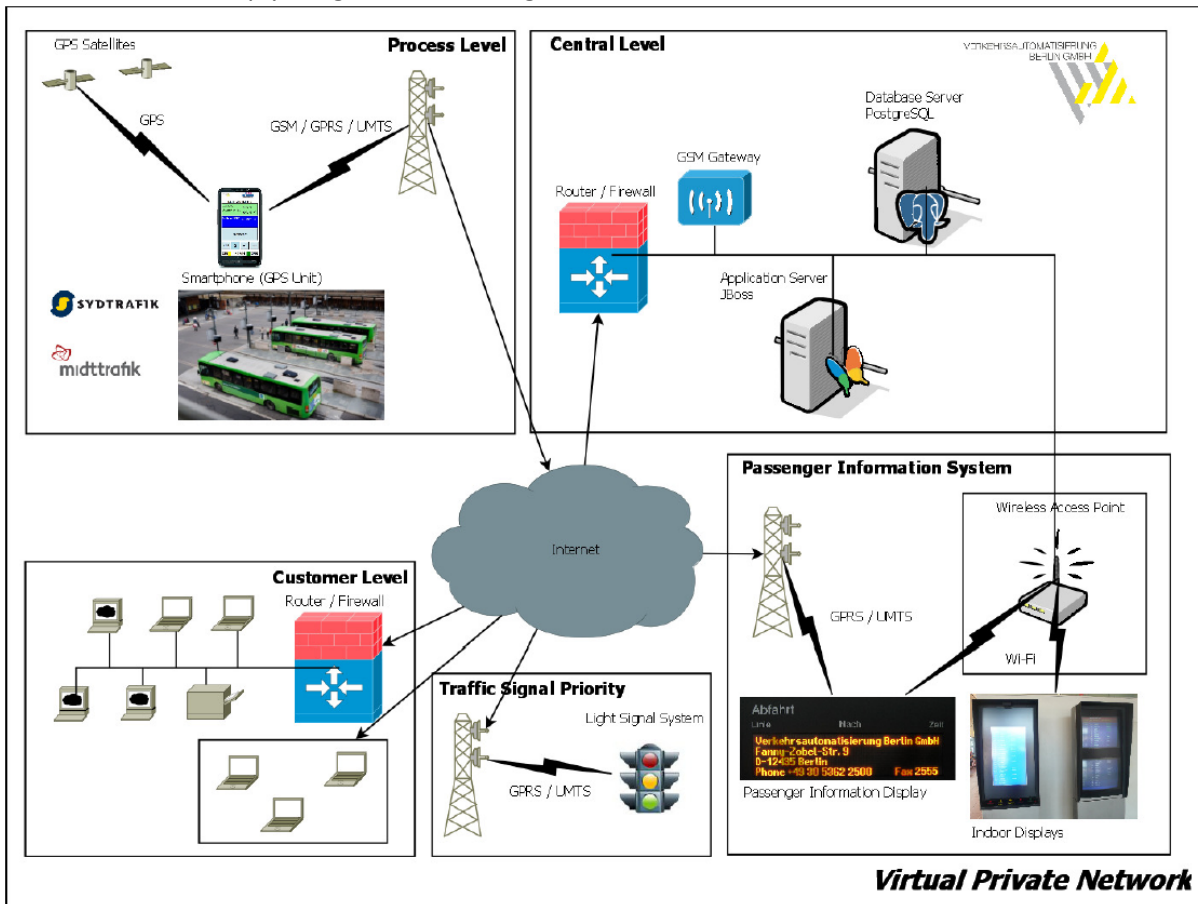 GPS Satellites
Process Level
GPS
GSM / GPRS / UMTS
Smartphone (GPS Unit)
SYDTRAFIK
midttrafik
Central Level
VERKEHRSAUTOMATISIERUNG
BERLIN GMBH
Database Server
PostgreSQL
GSM Gateway
Router / Firewall
Application Server
JBoss
Internet
Customer Level
Router / Firewall
Traffic Signal Priority
Light Signal System
GPRS / UMTS
Passenger Information System
Wireless Access Point
GPRS / UMTS
Wi-Fi
Abfahrt
Linie Nach Zeit
Verkehrsautomatisierung Berlin GmbH
Fanny-Zobel-Str. 9
D-12435 Berlin
Phone +49 30 5362 2500 Fax 2555
Passenger Information Display
Indoor Displays
Virtual Private Network